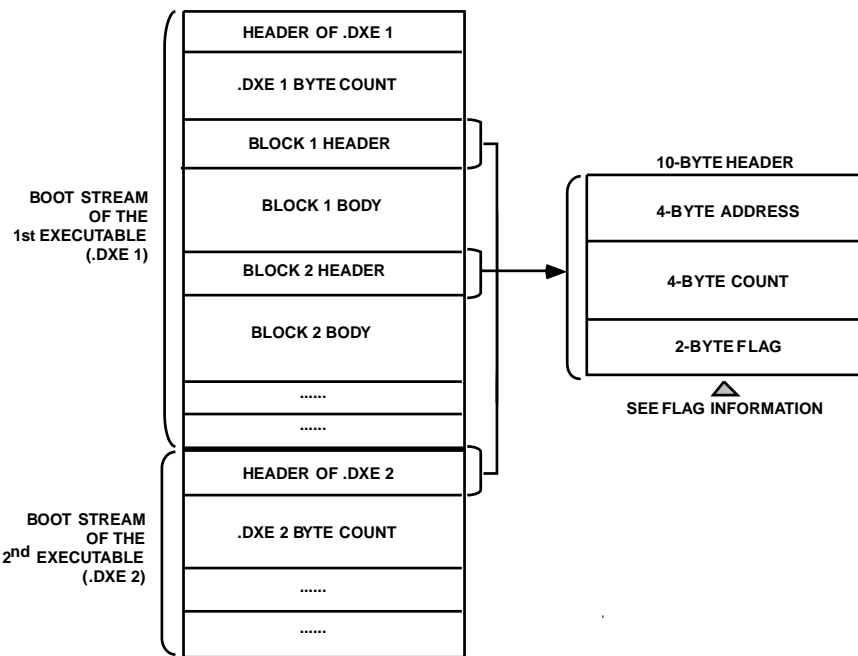 HEADER OF .DXE 1
.DXE 1 BYTE COUNT
BLOCK 1 HEADER
BLOCK 1 BODY
BLOCK 2 HEADER
BLOCK 2 BODY
......
......
HEADER OF .DXE 2
.DXE 2 BYTE COUNT
......
......
BOOT STREAM
OF THE
1st EXECUTABLE
(.DXE 1)
BOOT STREAM
OF THE
2nd EXECUTABLE
(.DXE 2)
10-BYTE HEADER
4-BYTE ADDRESS
4-BYTE COUNT
2-BYTE FLAG
SEE FLAG INFORMATION